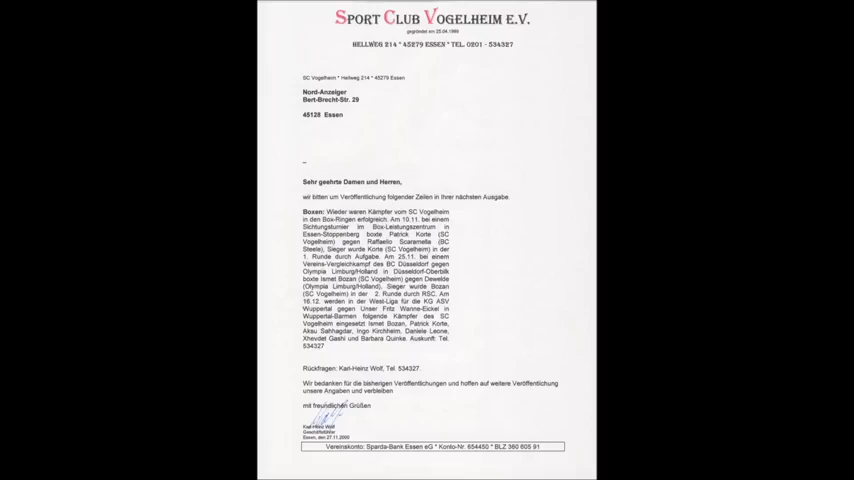 SPORT CLUB VOGELHEIM E.V.
gegründet am 25.04.1989
HELLWEG 214 * 45279 ESSEN * TEL. 0201 - 534327
SC Vogelheim * Hellweg 214 * 45279 Essen
Nord-Anzeiger
Bert-Brecht-Str. 29
45128 Essen
–
Sehr geehrte Damen und Herren,
wir bitten um Veröffentlichung folgender Zeilen in Ihrer nächsten Ausgabe.
Boxen: Wieder waren Kämpfer vom SC Vogelheim
in den Box-Ringen erfolgreich. Am 10.11. bei einem
Sichtungsturnier im Box-Leistungszentrum in
Essen-Stoppenberg boxte Patrick Korte (SC
Vogelheim) gegen Raffaello Scaramella (BC
Steele), Sieger wurde Korte (SC Vogelheim) in der
1. Runde durch Aufgabe. Am 25.11. bei einem
Vereins-Vergleichkampf des BC Düsseldorf gegen
Olympia Limburg/Holland in Düsseldorf-Oberbilk
boxte Ismet Bozan (SC Vogelheim) gegen Dewelde
(Olympia Limburg/Holland), Sieger wurde Bozan
(SC Vogelheim) in der 2. Runde durch RSC. Am
16.12. werden in der West-Liga für die KG ASV
Wuppertal gegen Unser Fritz Wanne-Eickel in
Wuppertal-Barmen folgende Kämpfer des SC
Vogelheim eingesetzt Ismet Bozan, Patrick Korte,
Aksu Sahhagdar, Ingo Kirchheim, Daniele Leone,
Xhevdet Gashi und Barbara Quinke. Auskunft: Tel.
534327
Rückfragen: Karl-Heinz Wolf, Tel. 534327.
Wir bedanken für die bisherigen Veröffentlichungen und hoffen auf weitere Veröffentlichung
unsere Angaben und verbleiben
mit freundlichen Grüßen
Karl-Heinz Wolf
Geschäftsführer
Essen, den 27.11.2000
Vereinskonto: Sparda-Bank Essen eG * Konto-Nr. 654450 * BLZ 360 605 91